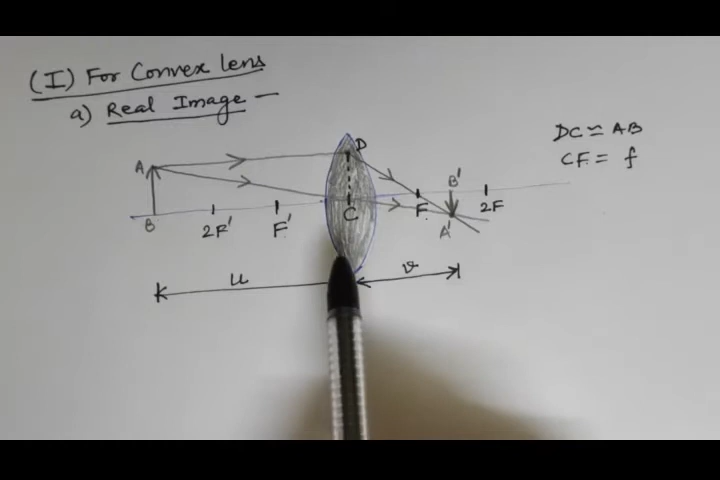 (I) For Convex lens
a) Real Image —
DC ≃ AB
CF = f
A
D
B'
B
2F'
F'
C
F
A'
2F
u
v